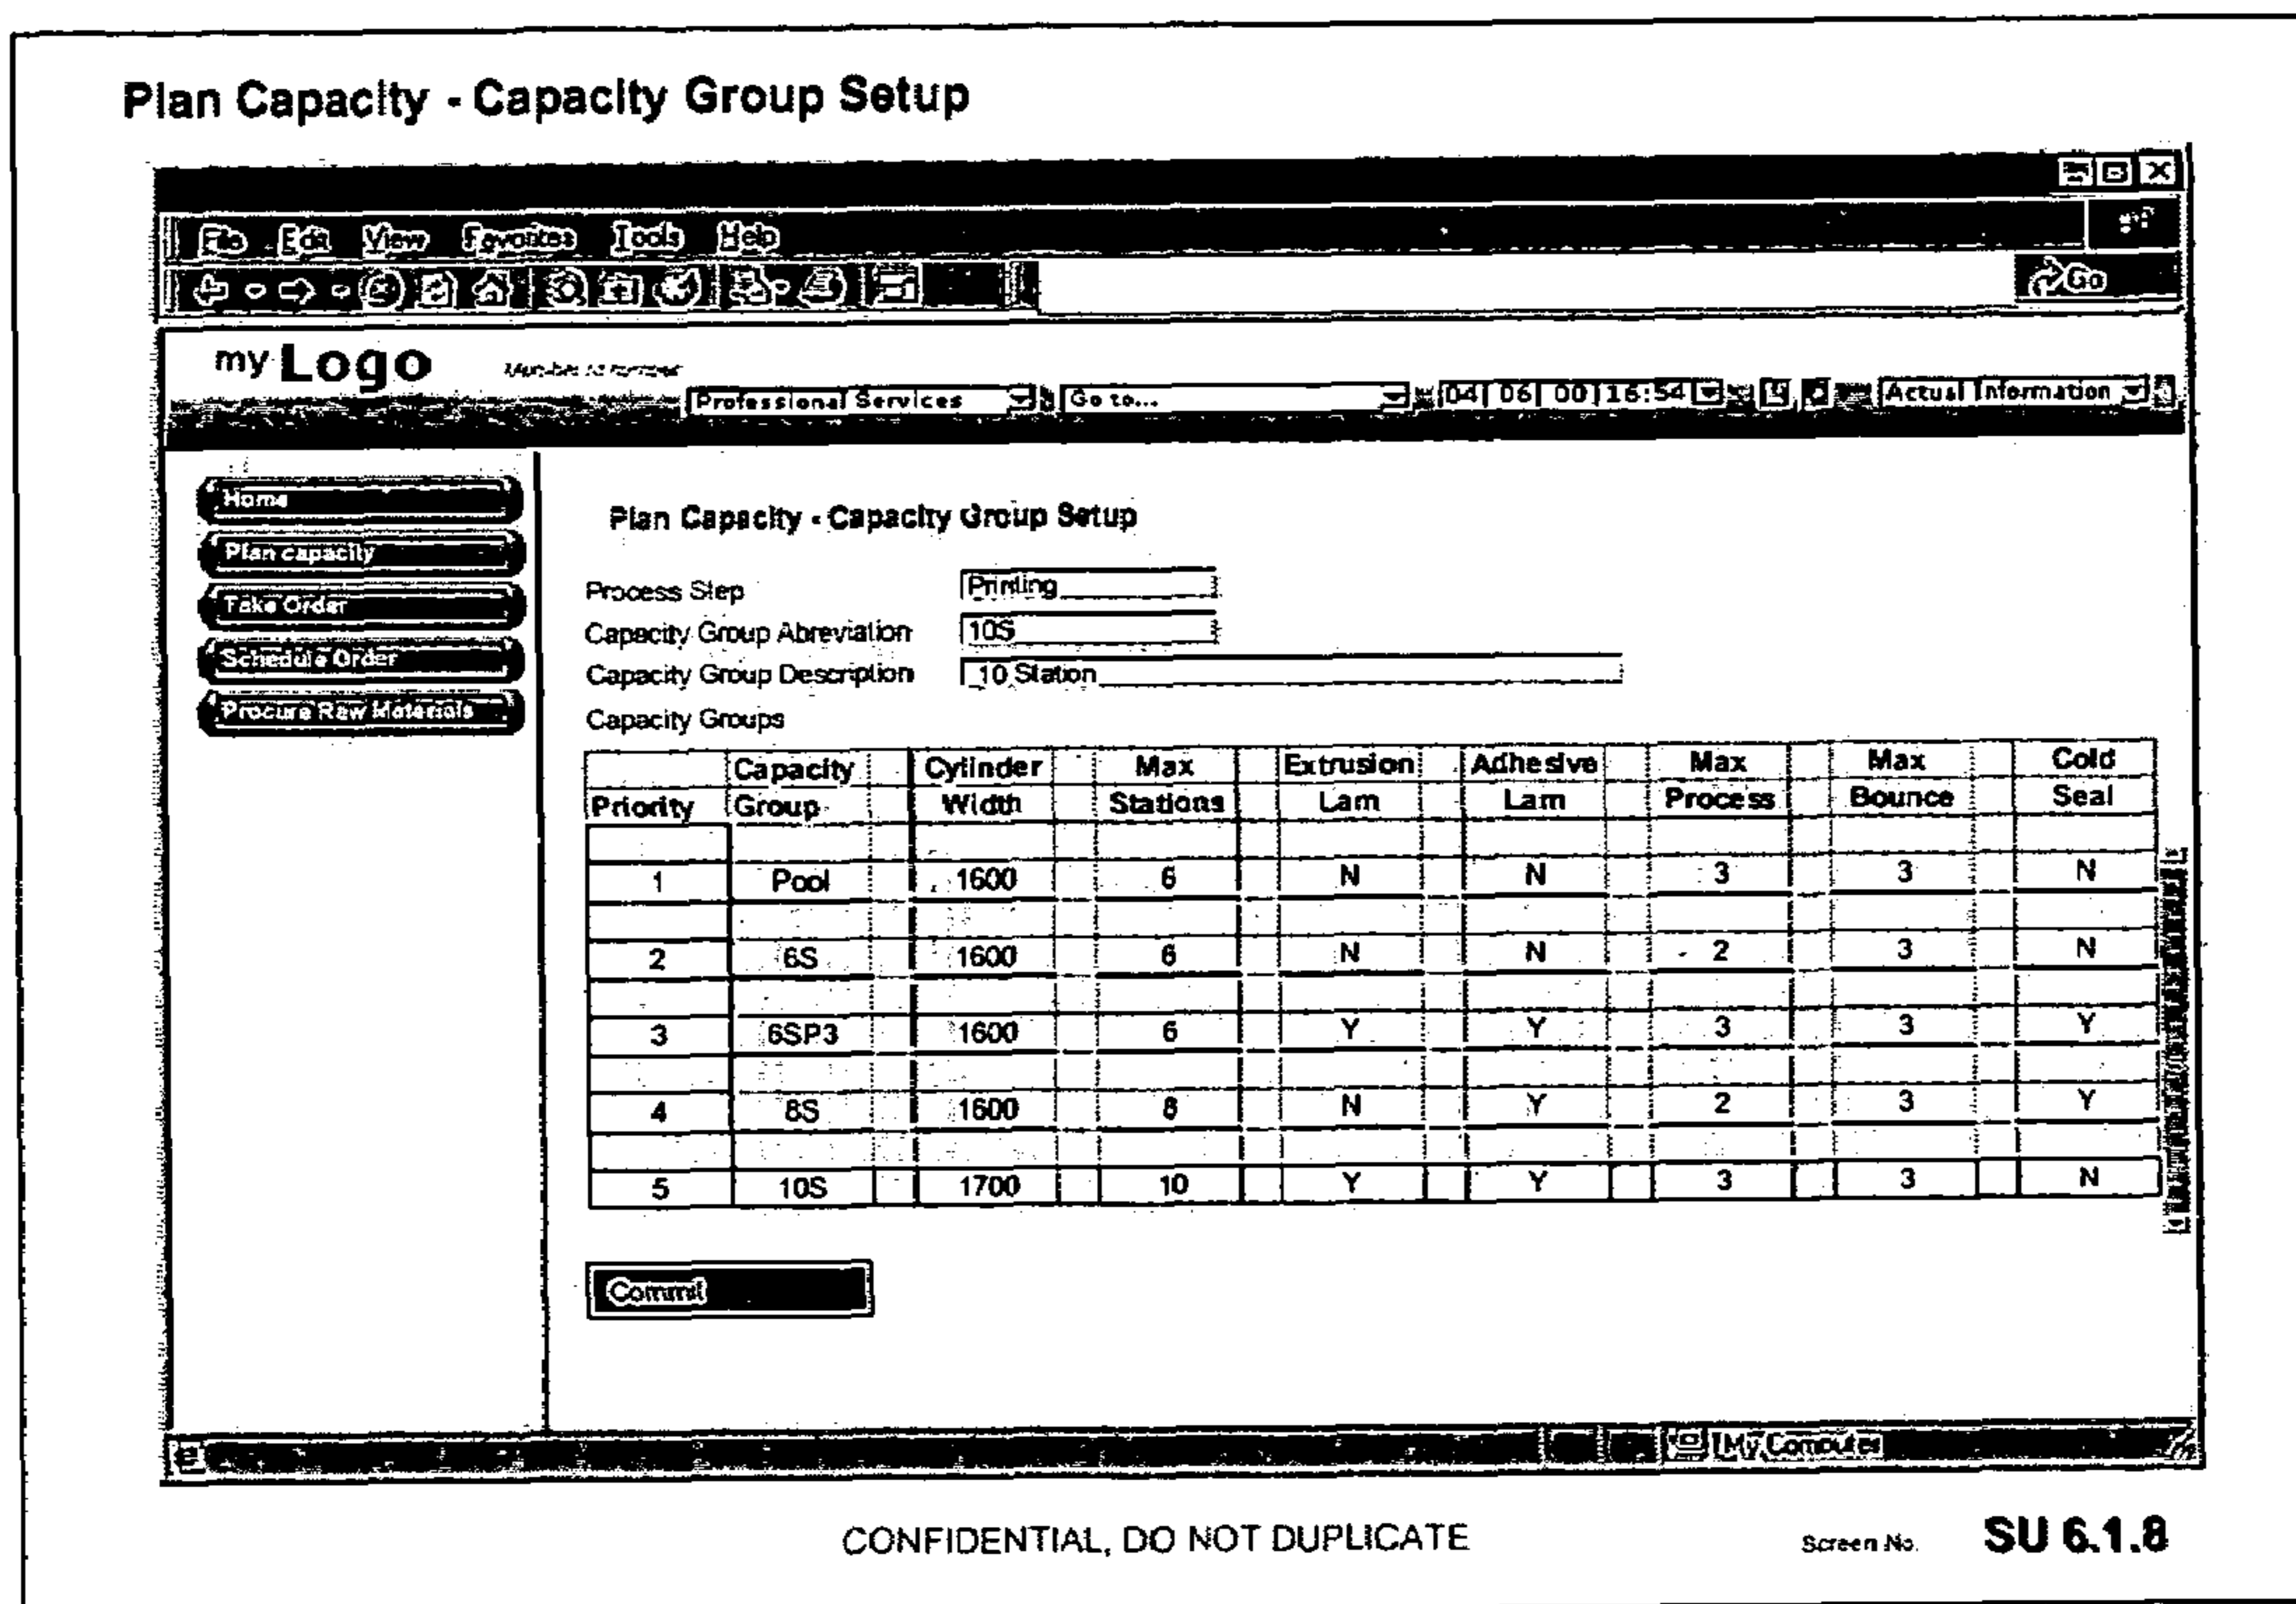 Plan Capacity - Capacity Group Setup
File Edit View Favorites Tools Help
Go
my Logo
Professional Services Go to... 04 06 00 16:54 Actual Information
Home
Plan capacity
Take Order
Schedule Order
Procure Raw Materials
Plan Capacity - Capacity Group Setup
Process Step Printing
Capacity Group Abreviation 10S
Capacity Group Description 10 Station
Capacity Groups
Capacity Cylinder Max Extrusion Adhesive Max Max Cold
Priority Group Width Stations Lam Lam Process Bounce Seal
1 Pool 1600 6 N N 3 3 N
2 6S 1600 6 N N 2 3 N
3 6SP3 1600 6 Y Y 3 3 Y
4 8S 1600 8 N Y 2 3 Y
5 10S 1700 10 Y Y 3 3 N
Commit
My Computer
CONFIDENTIAL, DO NOT DUPLICATE
Screen No. SU 6.1.8